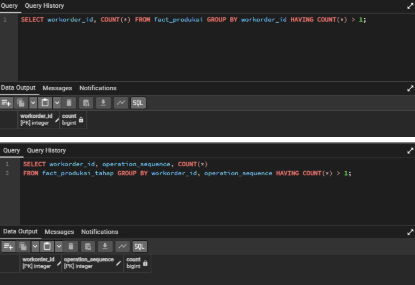 Query Query History
1 SELECT workorder_id, COUNT(*) FROM fact_produksi GROUP BY workorder_id HAVING COUNT(*) > 1;
Data Output Messages Notifications
SQL
workorder_id count
[PK] integer bigint
Query Query History
1 SELECT workorder_id, operation_sequence, COUNT(*)
2 FROM fact_produksi_tahap GROUP BY workorder_id, operation_sequence HAVING COUNT(*) > 1;
Data Output Messages Notifications
SQL
workorder_id operation_sequence count
[PK] integer [PK] integer bigint